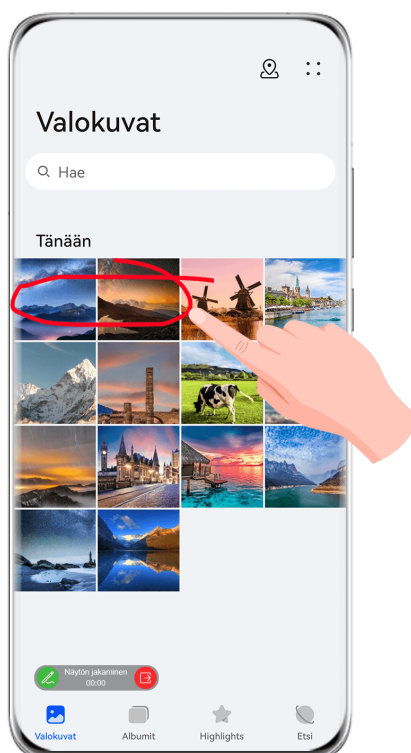 Valokuvat
Hae
Tänään
Näytön jakaminen
00:00
Valokuvat
Albumit
Highlights
Etsi